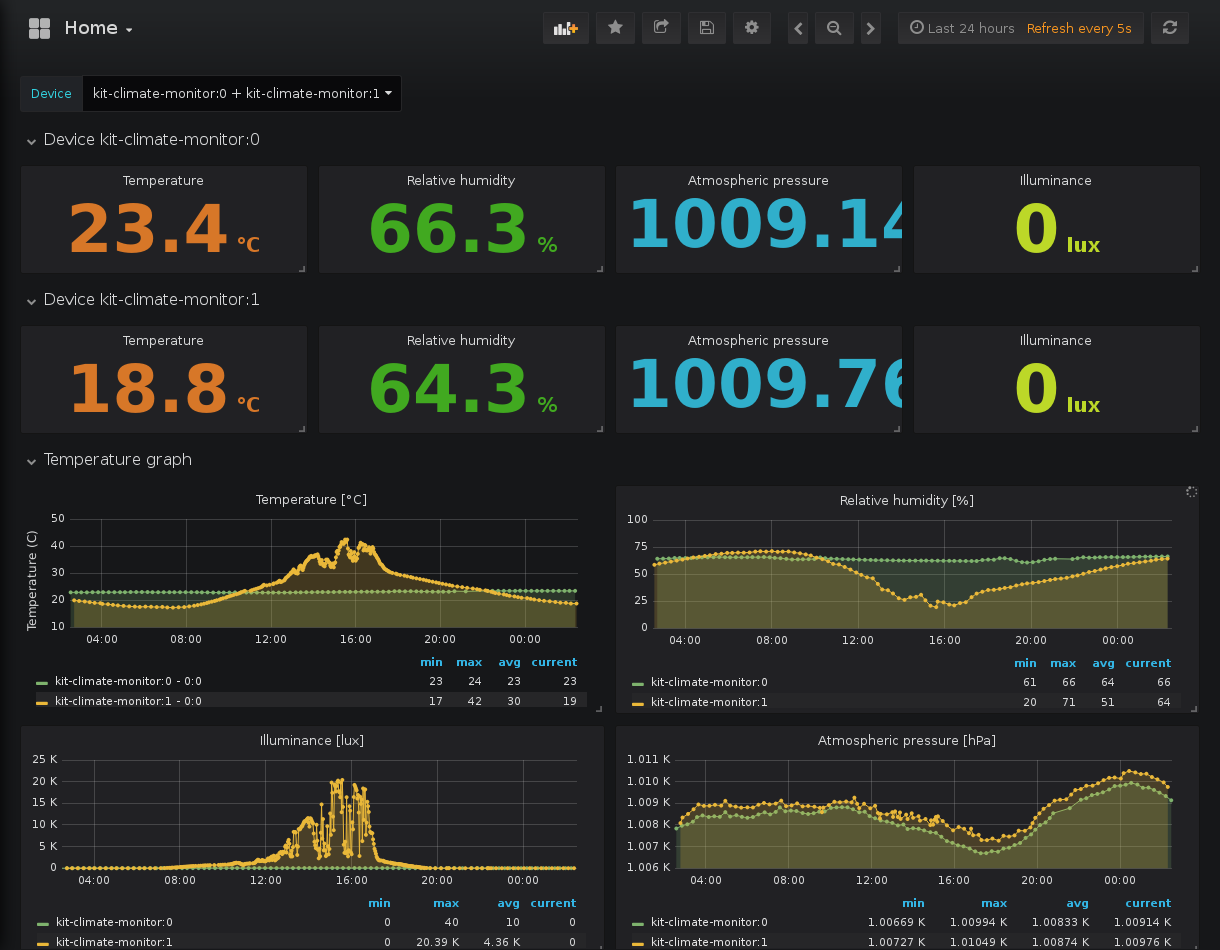 Home
Last 24 hours Refresh every 5s
Device kit-climate-monitor:0 + kit-climate-monitor:1
Device kit-climate-monitor:0
Temperature Relative humidity Atmospheric pressure Illuminance
23.4 °C 66.3 % 1009.14 0 lux
Device kit-climate-monitor:1
Temperature Relative humidity Atmospheric pressure Illuminance
18.8 °C 64.3 % 1009.76 0 lux
Temperature graph
Temperature [°C]
Temperature (C)
50
40
30
20
10
04:00 08:00 12:00 16:00 20:00 00:00
min max avg current
kit-climate-monitor:0 - 0:0 23 24 23 23
kit-climate-monitor:1 - 0:0 17 42 30 19
Relative humidity [%]
100
75
50
25
0
04:00 08:00 12:00 16:00 20:00 00:00
min max avg current
kit-climate-monitor:0 61 66 64 66
kit-climate-monitor:1 20 71 51 64
Illuminance [lux]
25 K
20 K
15 K
10 K
5 K
0
04:00 08:00 12:00 16:00 20:00 00:00
min max avg current
kit-climate-monitor:0 0 40 10 0
kit-climate-monitor:1 0 20.39 K 4.36 K 0
Atmospheric pressure [hPa]
1.011 K
1.010 K
1.009 K
1.008 K
1.007 K
1.006 K
04:00 08:00 12:00 16:00 20:00 00:00
min max avg current
kit-climate-monitor:0 1.00669 K 1.00994 K 1.00833 K 1.00914 K
kit-climate-monitor:1 1.00727 K 1.01049 K 1.00874 K 1.00976 K